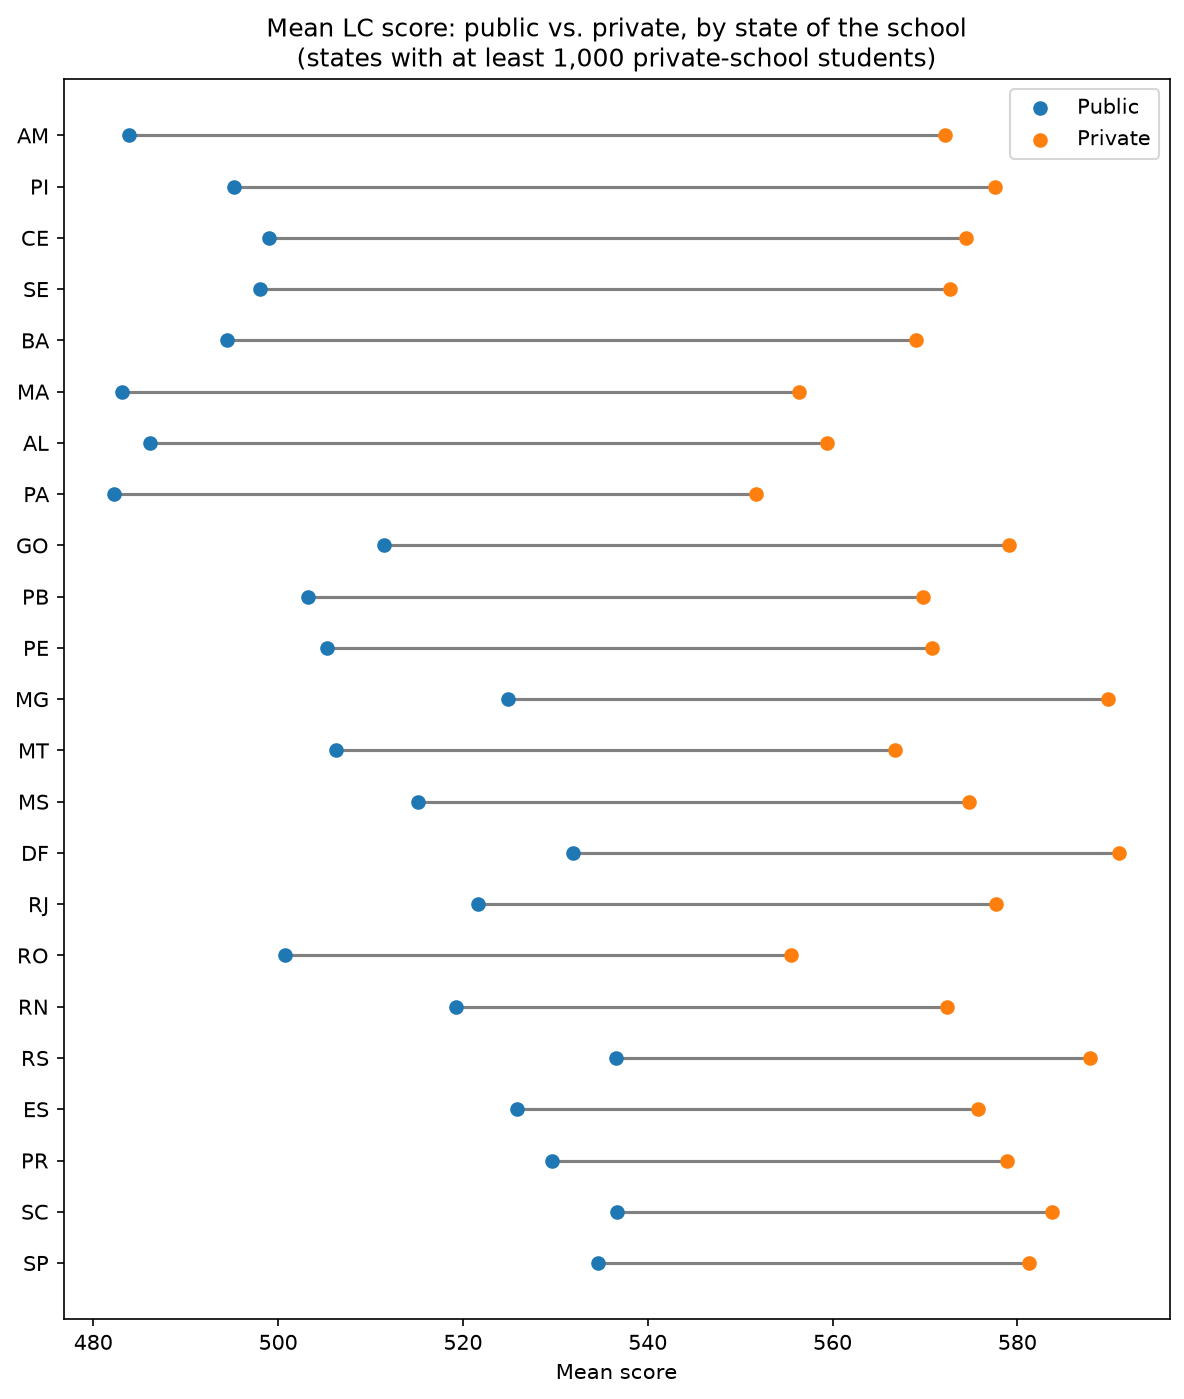 Mean LC score: public vs. private, by state of the school
(states with at least 1,000 private-school students)
Public
Private
AM
PI
CE
SE
BA
MA
AL
PA
GO
PB
PE
MG
MT
MS
DF
RJ
RO
RN
RS
ES
PR
SC
SP
480 500 520 540 560 580
Mean score